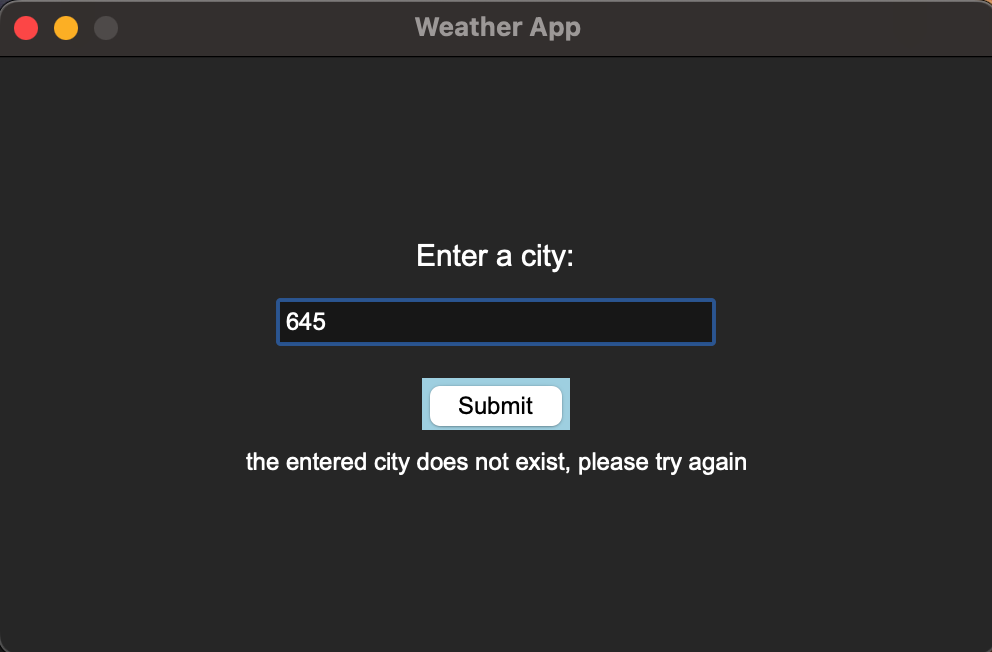 Weather App
Enter a city:
645
Submit
the entered city does not exist, please try again